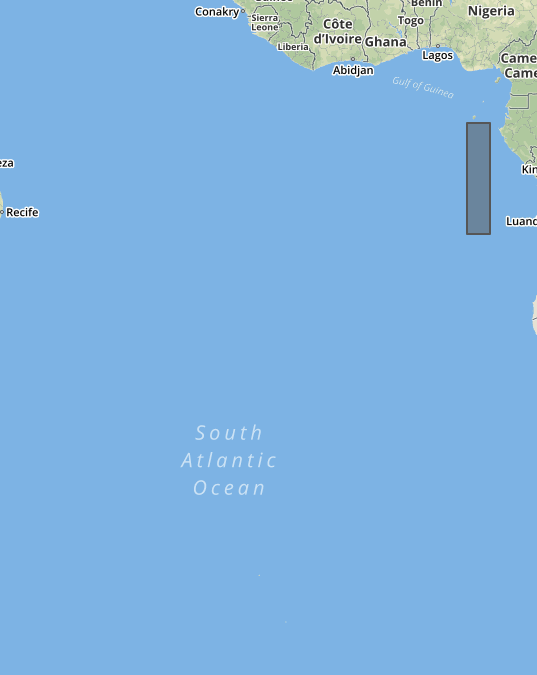 Conakry
Sierra
Leone
Liberia
Côte
d'Ivoire
Ghana
Togo
Benin
Nigeria
Lagos
Abidjan
Came
Came
Gulf of Guinea
eza
Kin
Recife
Luand
South
Atlantic
Ocean